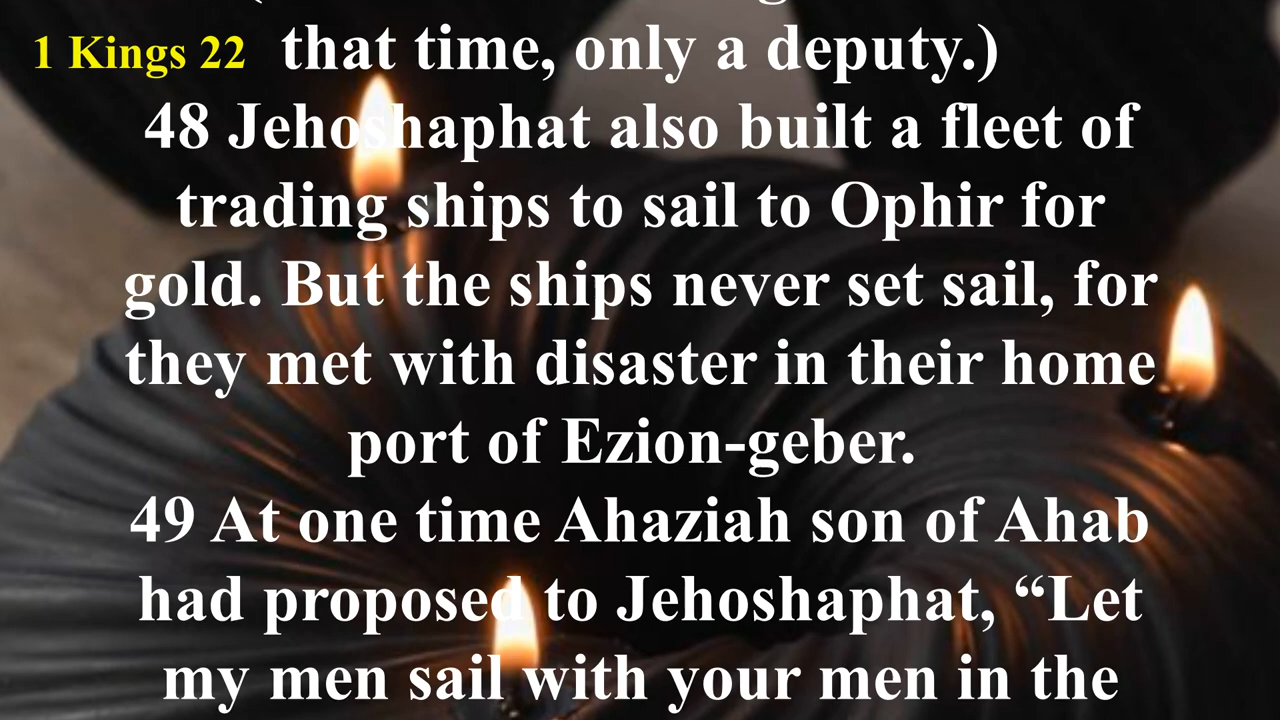 1 Kings 22
that time, only a deputy.)
48 Jehoshaphat also built a fleet of
trading ships to sail to Ophir for
gold. But the ships never set sail, for
they met with disaster in their home
port of Ezion-geber.
49 At one time Ahaziah son of Ahab
had proposed to Jehoshaphat, “Let
my men sail with your men in the